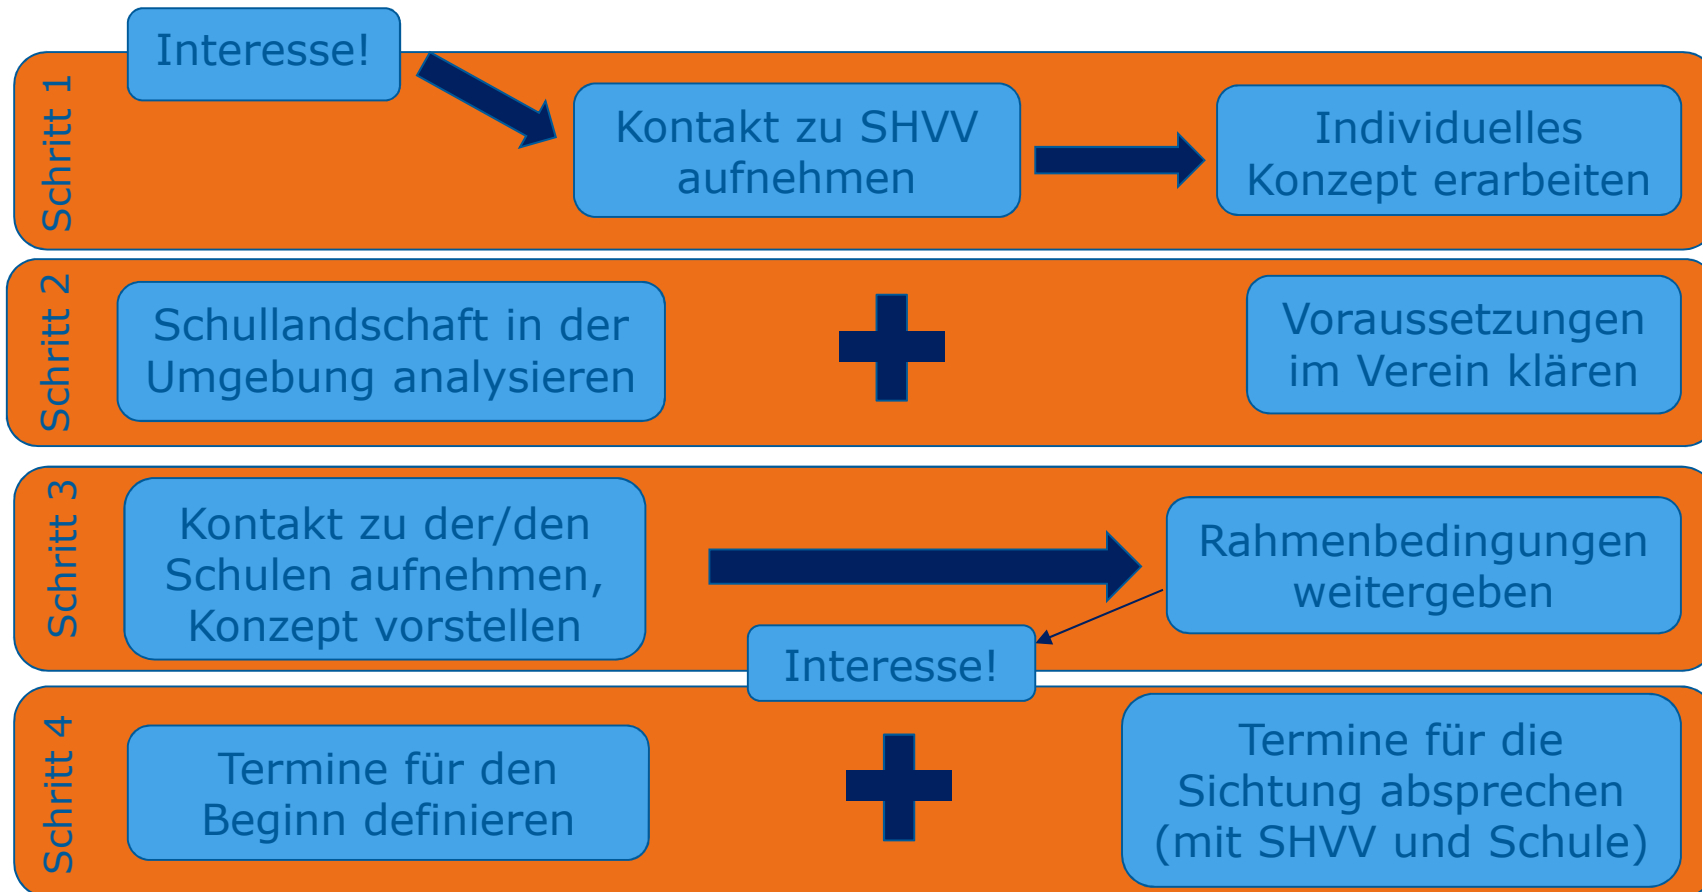 Schritt 1
Interesse!
Kontakt zu SHVV
aufnehmen
Individuelles
Konzept erarbeiten
Schritt 2
Schullandschaft in der
Umgebung analysieren
Voraussetzungen
im Verein klären
Schritt 3
Kontakt zu der/den
Schulen aufnehmen,
Konzept vorstellen
Rahmenbedingungen
weitergeben
Interesse!
Schritt 4
Termine für den
Beginn definieren
Termine für die
Sichtung absprechen
(mit SHVV und Schule)